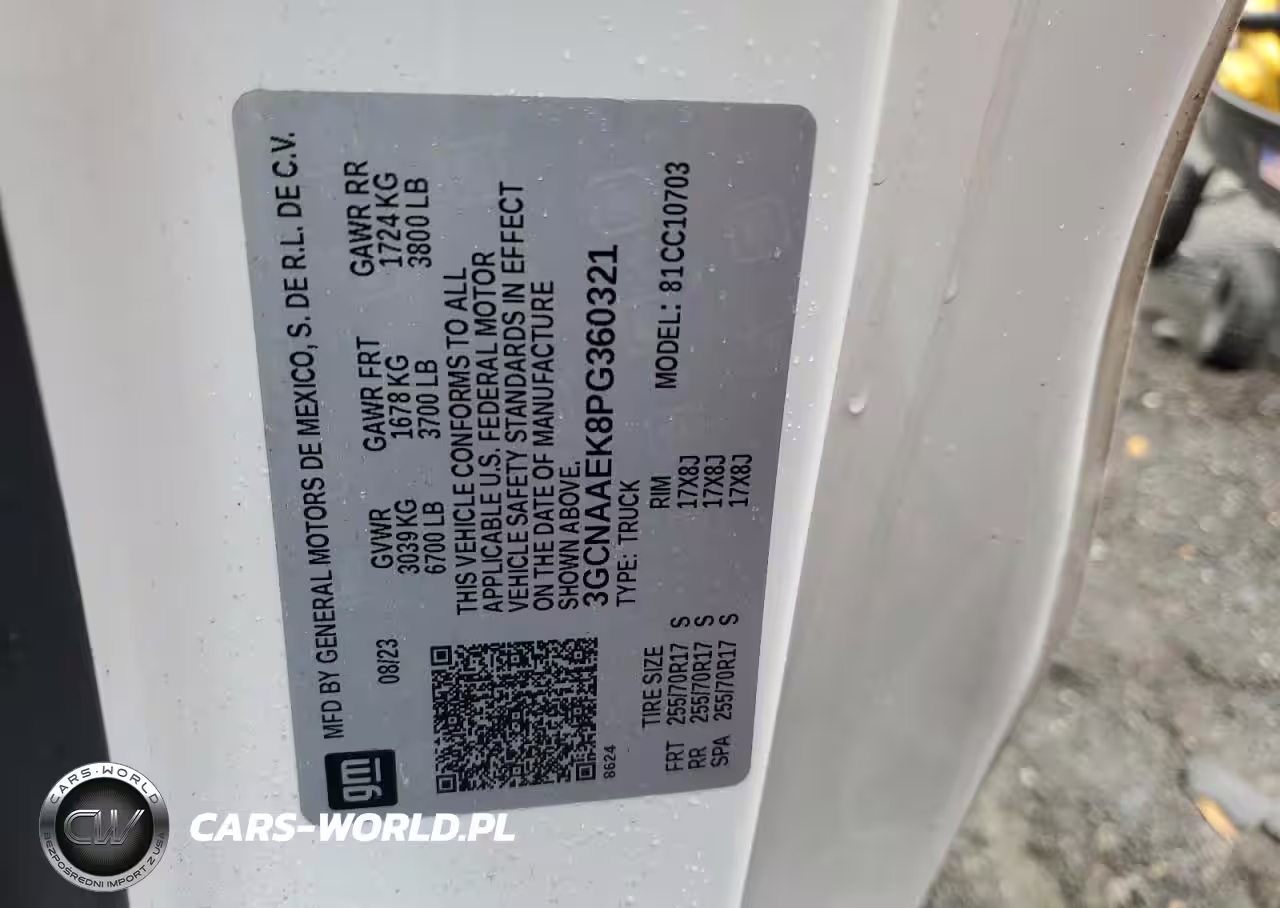 gm
MFD BY GENERAL MOTORS DE MEXICO, S. DE R.L. DE C.V.
08/23
GVWR GAWR FRT GAWR RR
3039 KG 1678 KG 1724 KG
6700 LB 3700 LB 3800 LB
THIS VEHICLE CONFORMS TO ALL
APPLICABLE U.S. FEDERAL MOTOR
VEHICLE SAFETY STANDARDS IN EFFECT
ON THE DATE OF MANUFACTURE
SHOWN ABOVE.
3GCNAAEK8PG360321
8624
TYPE: TRUCK
MODEL: 81CC10703
TIRE SIZE RIM
FRT 255/70R17 S 17X8J
RR 255/70R17 S 17X8J
SPA 255/70R17 S 17X8J
CARS-WORLD
CW
BEZPOŚREDNI IMPORT Z USA
CARS-WORLD.PL